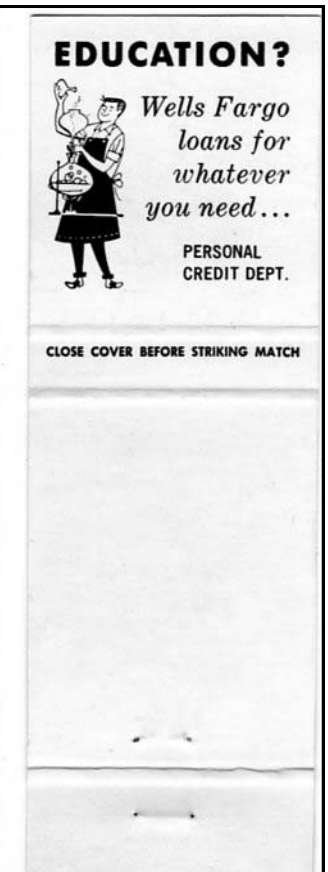 EDUCATION?
Wells Fargo
loans for
whatever
you need...
PERSONAL
CREDIT DEPT.
CLOSE COVER BEFORE STRIKING MATCH